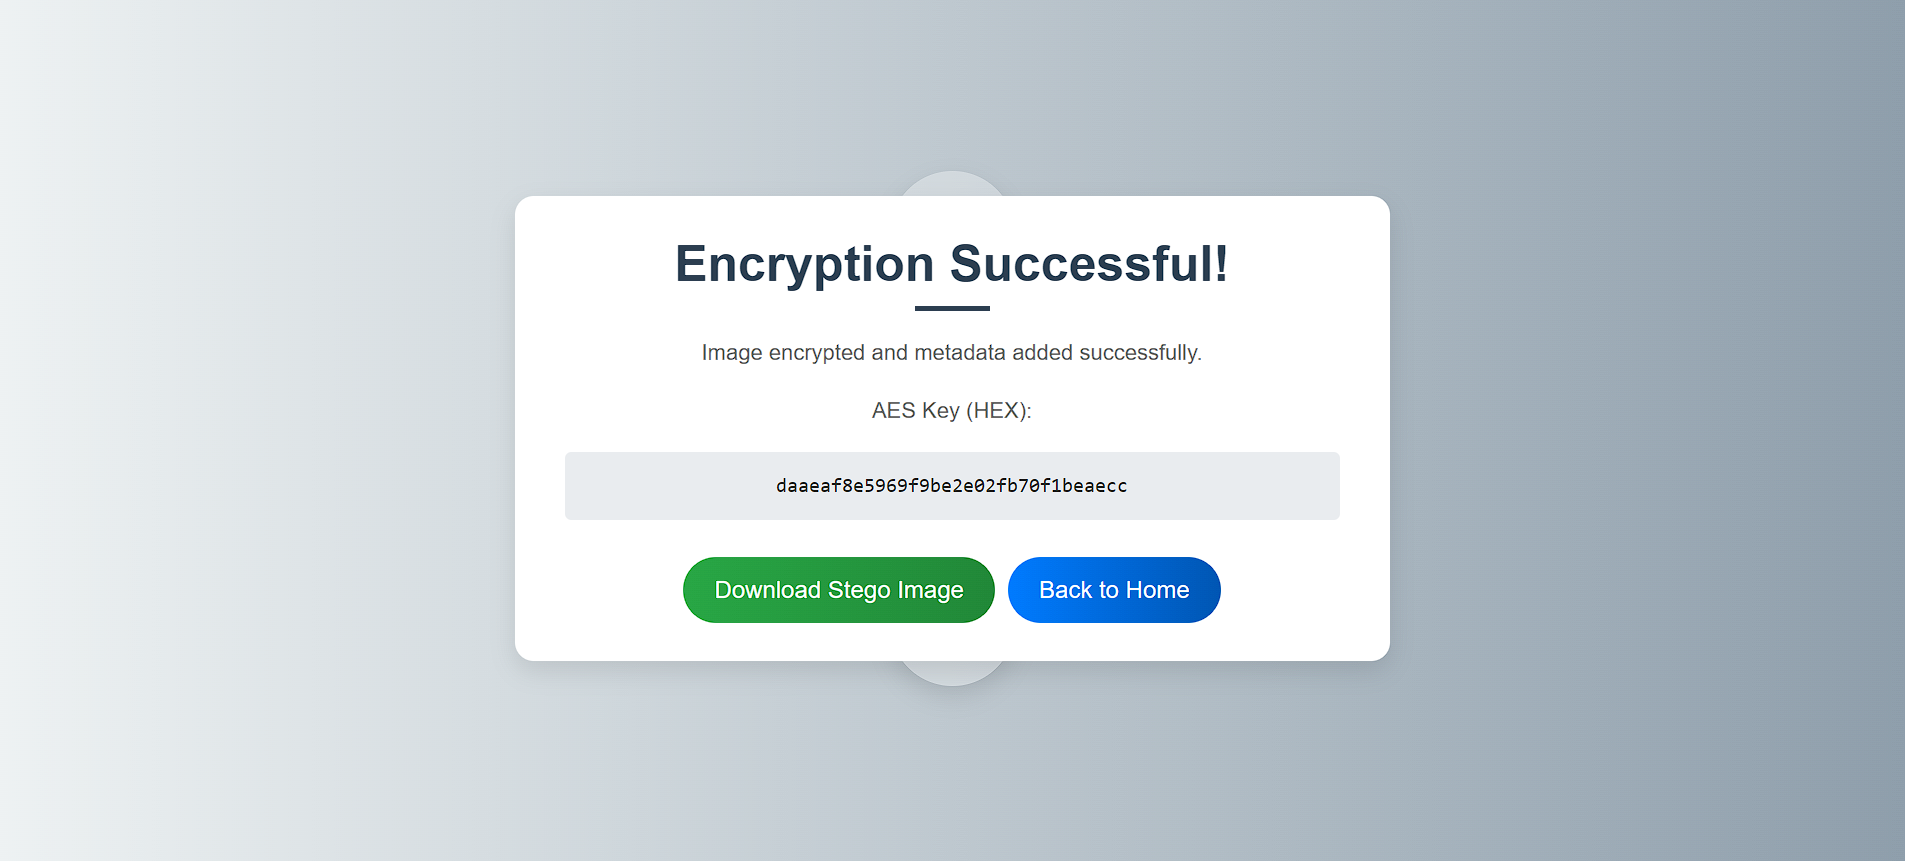 Encryption Successful!
Image encrypted and metadata added successfully.
AES Key (HEX):
daaeaf8e5969f9be2e02fb70f1beaecc
Download Stego Image
Back to Home